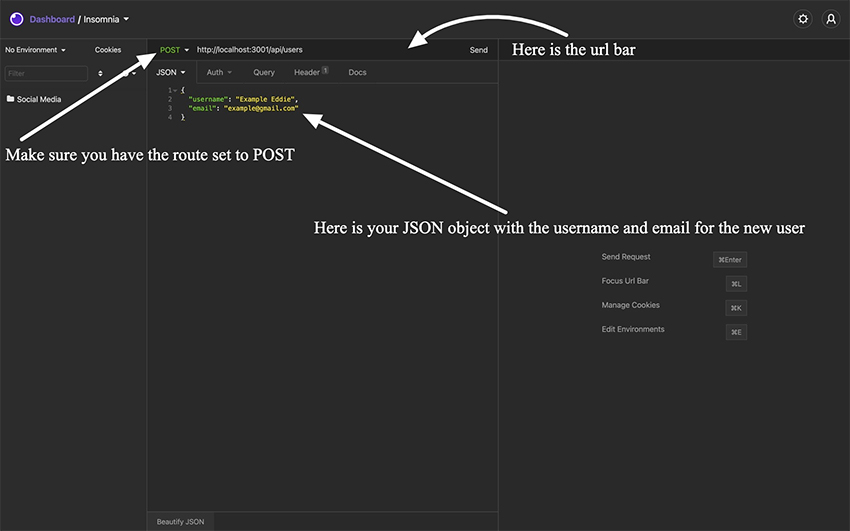 Dashboard / Insomnia
No Environment
Cookies
POST
http://localhost:3001/api/users
Send
Here is the url bar
Filter
JSON
Auth
Query
Header 1
Docs
Social Media
1 {
2 "username": "Example Eddie",
3 "email": "example@gmail.com"
4 }
Make sure you have the route set to POST
Here is your JSON object with the username and email for the new user
Send Request ⌘Enter
Focus Url Bar ⌘L
Manage Cookies ⌘K
Edit Environments ⌘E
Beautify JSON